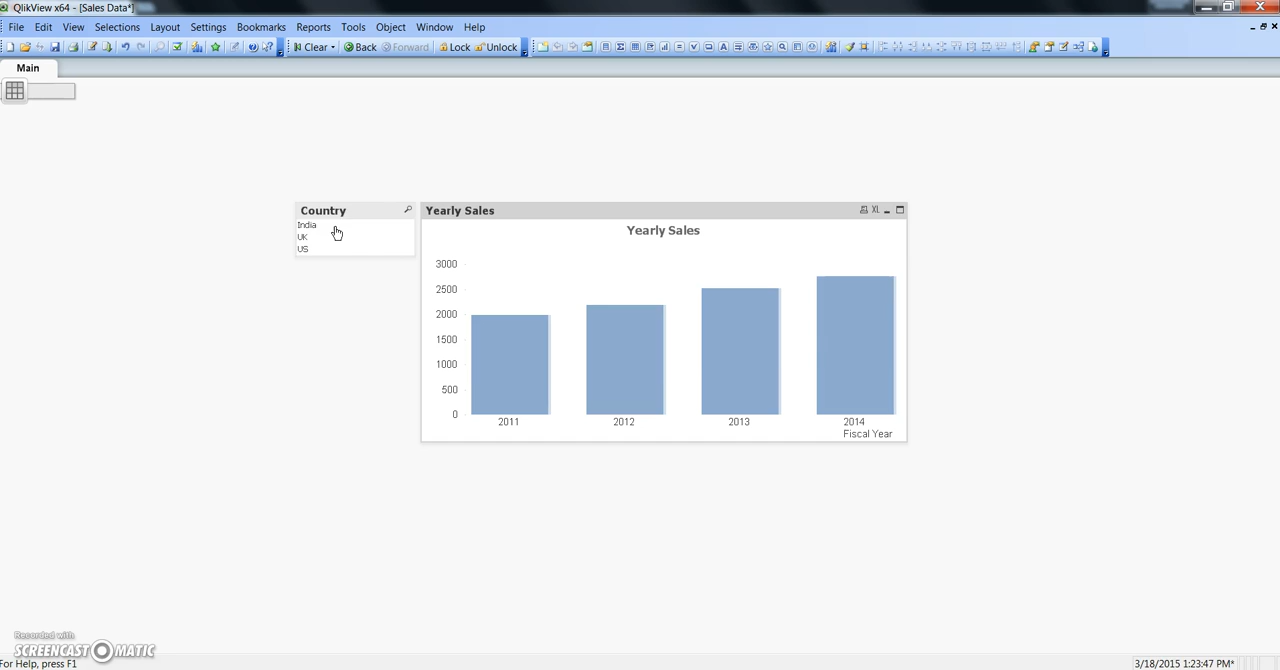 QlikView x64 - [Sales Data*]
File Edit View Selections Layout Settings Bookmarks Reports Tools Object Window Help
Clear Back Forward Lock Unlock
Main
Country
India
UK
US
Yearly Sales XL
Yearly Sales
3000
2500
2000
1500
1000
500
0
2011 2012 2013 2014
Fiscal Year
Recorded with
SCREENCAST MATIC
For Help, press F1 3/18/2015 1:23:47 PM*